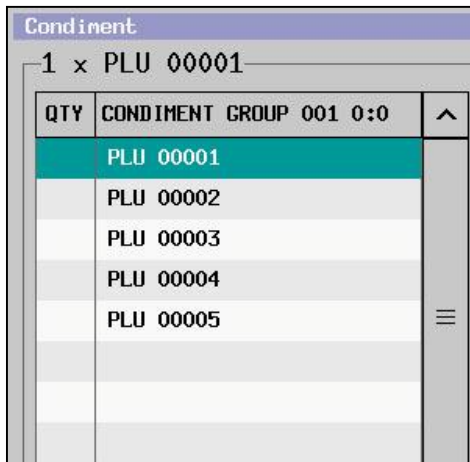 Condiment
1 x PLU 00001
QTY CONDIMENT GROUP 001 0:0
PLU 00001
PLU 00002
PLU 00003
PLU 00004
PLU 00005